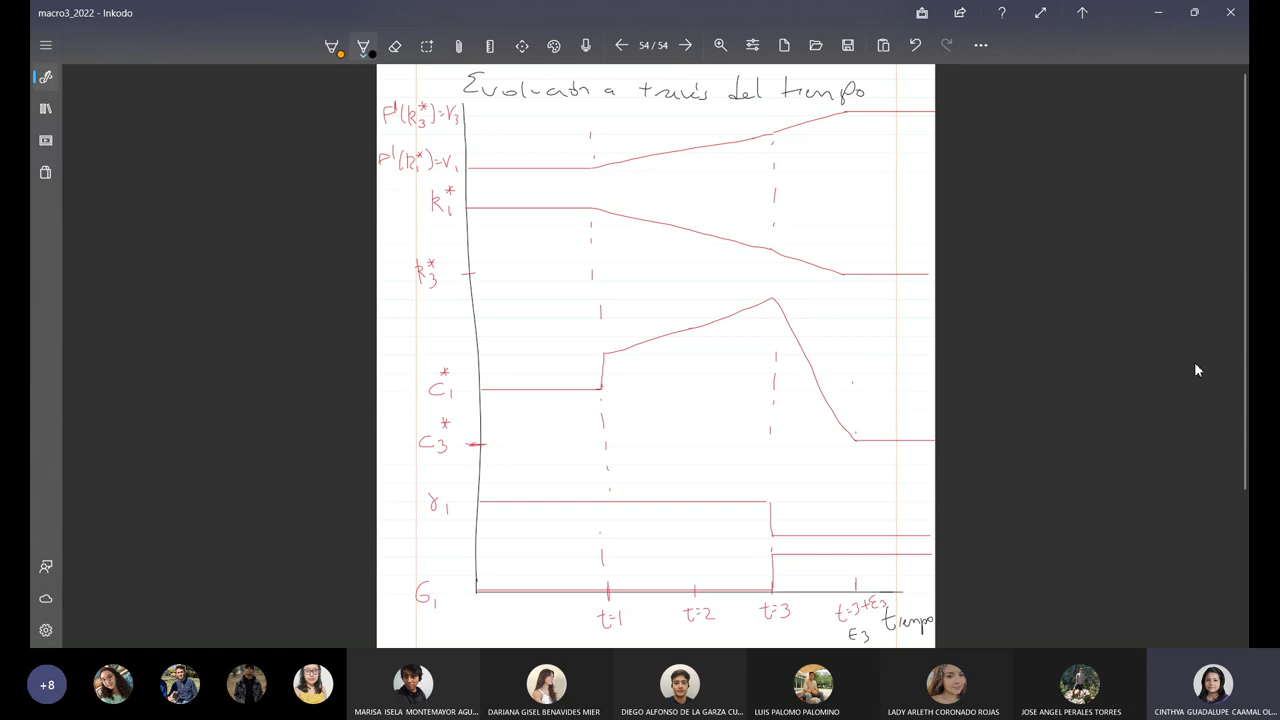 macro3_2022 - Inkodo
54 / 54
Evolución a través del tiempo
F'(k₃*)=r₃
F'(k₁*)=r₁
k₁*
k₃*
C₁*
C₃*
γ₁
G₁
t=1
t=2
t=3
t=3+ε₃
tiempo
E₃
+8
MARISA ISELA MONTEMAYOR AGU...
DARIANA GISEL BENAVIDES MIER
DIEGO ALFONSO DE LA GARZA CU...
LUIS PALOMO PALOMINO
LADY ARLETH CORONADO ROJAS
JOSE ANGEL PERALES TORRES
CINTHYA GUADALUPE CAAMAL OL...